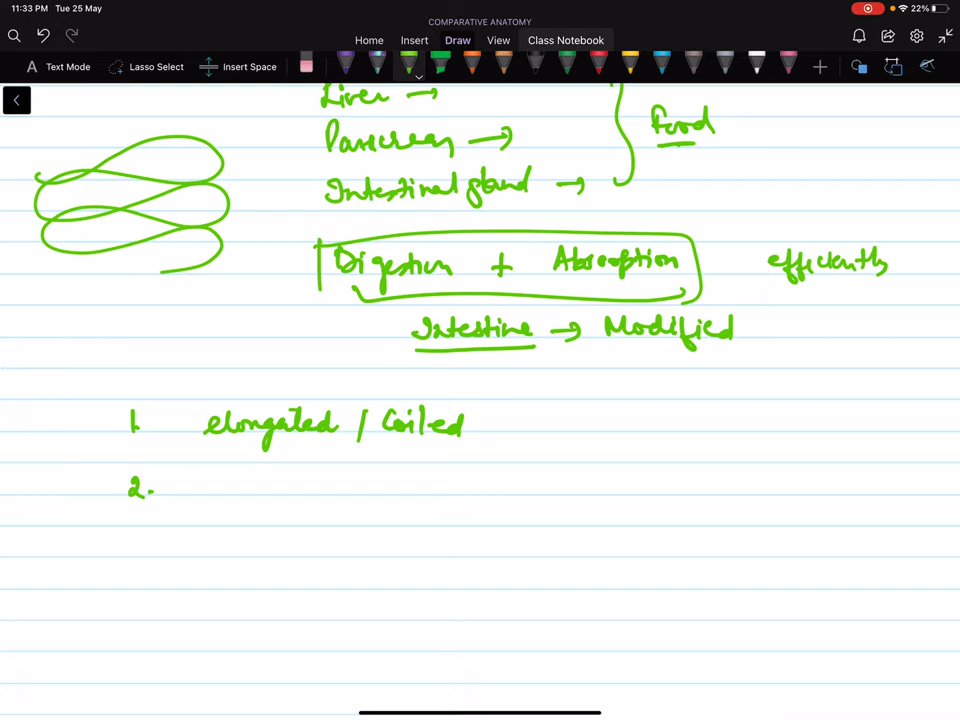 11:33 PM Tue 25 May
22%
COMPARATIVE ANATOMY
Home Insert Draw View Class Notebook
Text Mode Lasso Select Insert Space
Liver →
Pancreas →
Intestinal gland →
Food
Digestion + Absorption efficiently
Intestine → Modified
1. elongated / Coiled
2.